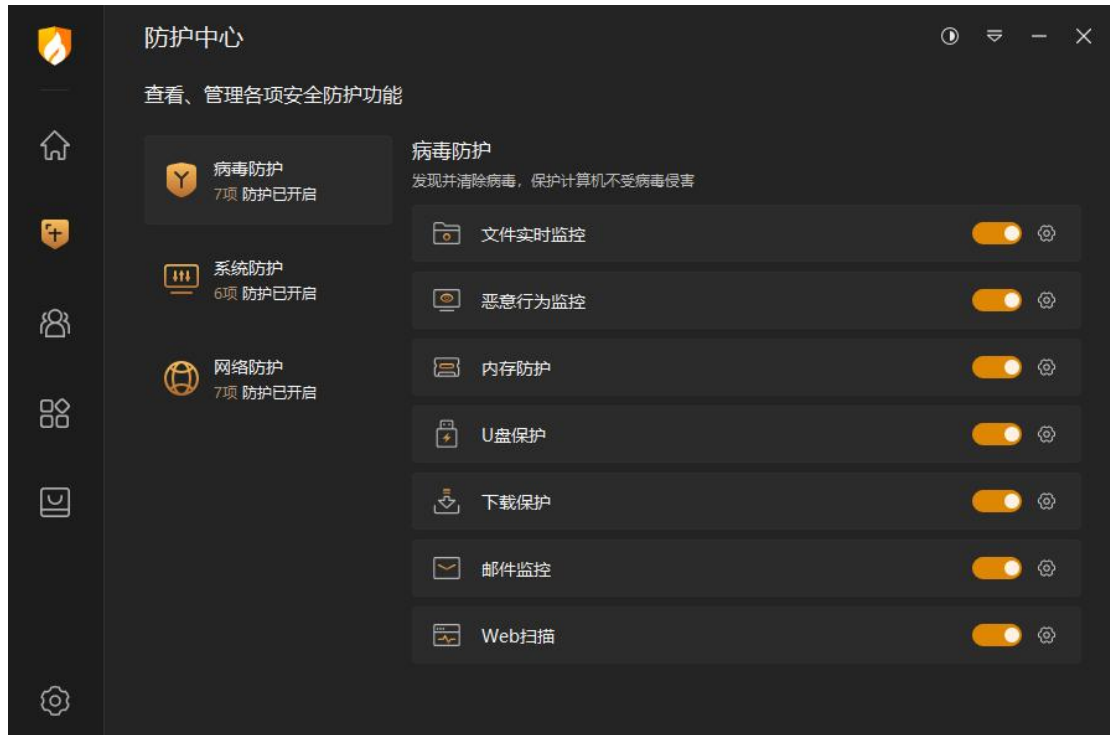 防护中心
查看、管理各项安全防护功能
病毒防护
7项 防护已开启
系统防护
6项 防护已开启
网络防护
7项 防护已开启
病毒防护
发现并清除病毒，保护计算机不受病毒侵害
文件实时监控
恶意行为监控
内存防护
U盘保护
下载保护
邮件监控
Web扫描